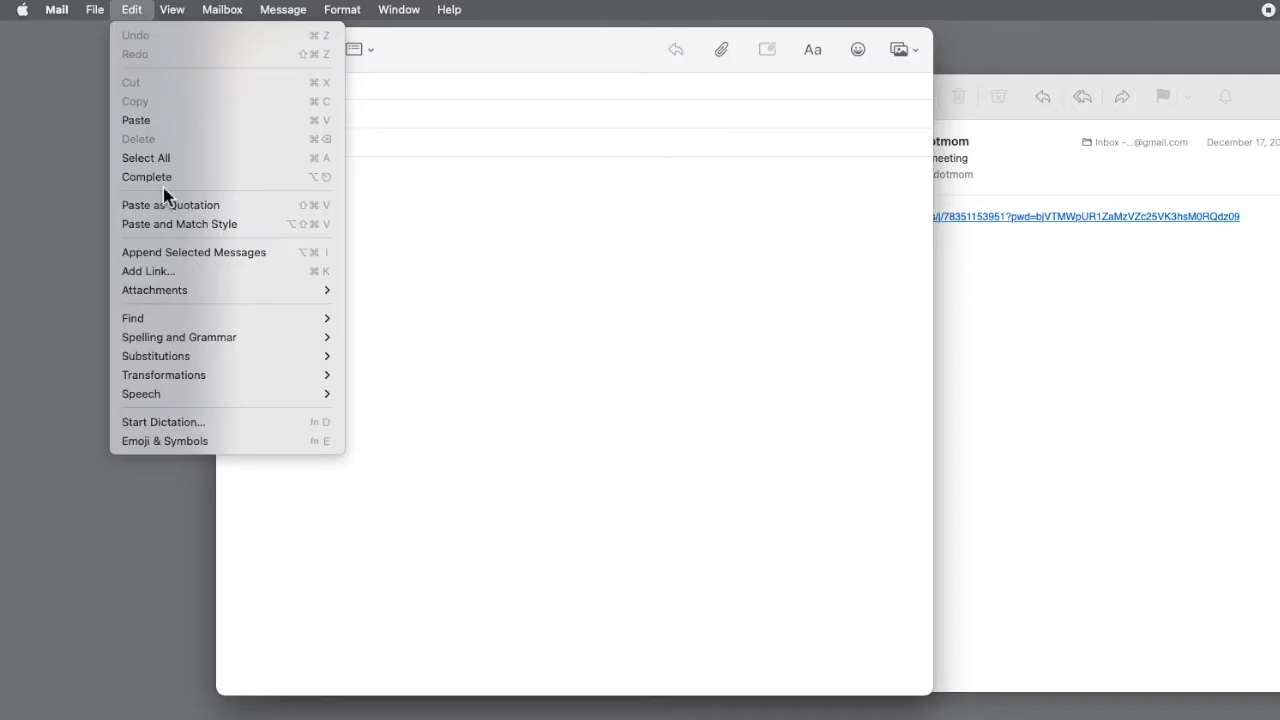 Mail File Edit View Mailbox Message Format Window Help
Undo ⌘ Z
Redo ⇧⌘ Z
Cut ⌘ X
Copy ⌘ C
Paste ⌘ V
Delete ⌘⌫
Select All ⌘ A
Complete ⌥⎋
Paste as Quotation ⇧⌘ V
Paste and Match Style ⌥⇧⌘ V
Append Selected Messages ⌥⌘ I
Add Link... ⌘ K
Attachments
Find
Spelling and Grammar
Substitutions
Transformations
Speech
Start Dictation... fn D
Emoji & Symbols fn E
Aa
otmom Inbox -...@gmail.com December 17, 20
neeting
dotmom
s/j/78351153951?pwd=bjVTMWpUR1ZaMzVZc25VK3hsM0RQdz09